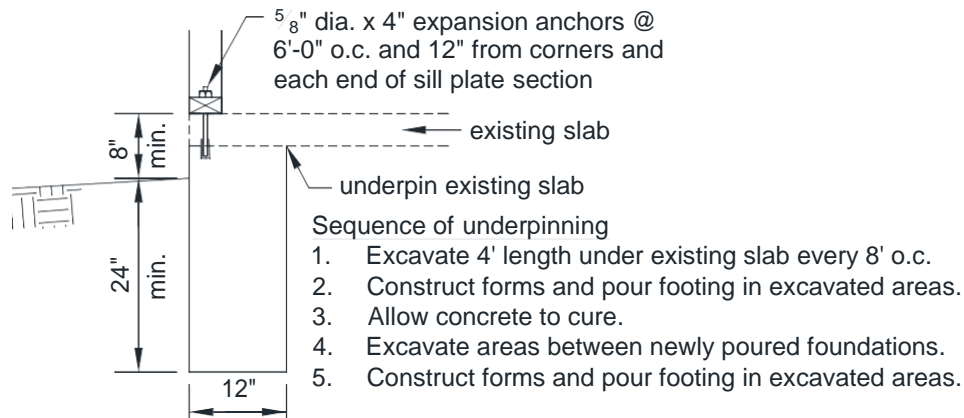 5/8" dia. x 4" expansion anchors @
6'-0" o.c. and 12" from corners and
each end of sill plate section
existing slab
8"
min.
underpin existing slab
Sequence of underpinning
1. Excavate 4' length under existing slab every 8' o.c.
2. Construct forms and pour footing in excavated areas.
3. Allow concrete to cure.
4. Excavate areas between newly poured foundations.
5. Construct forms and pour footing in excavated areas.
24"
min.
12"